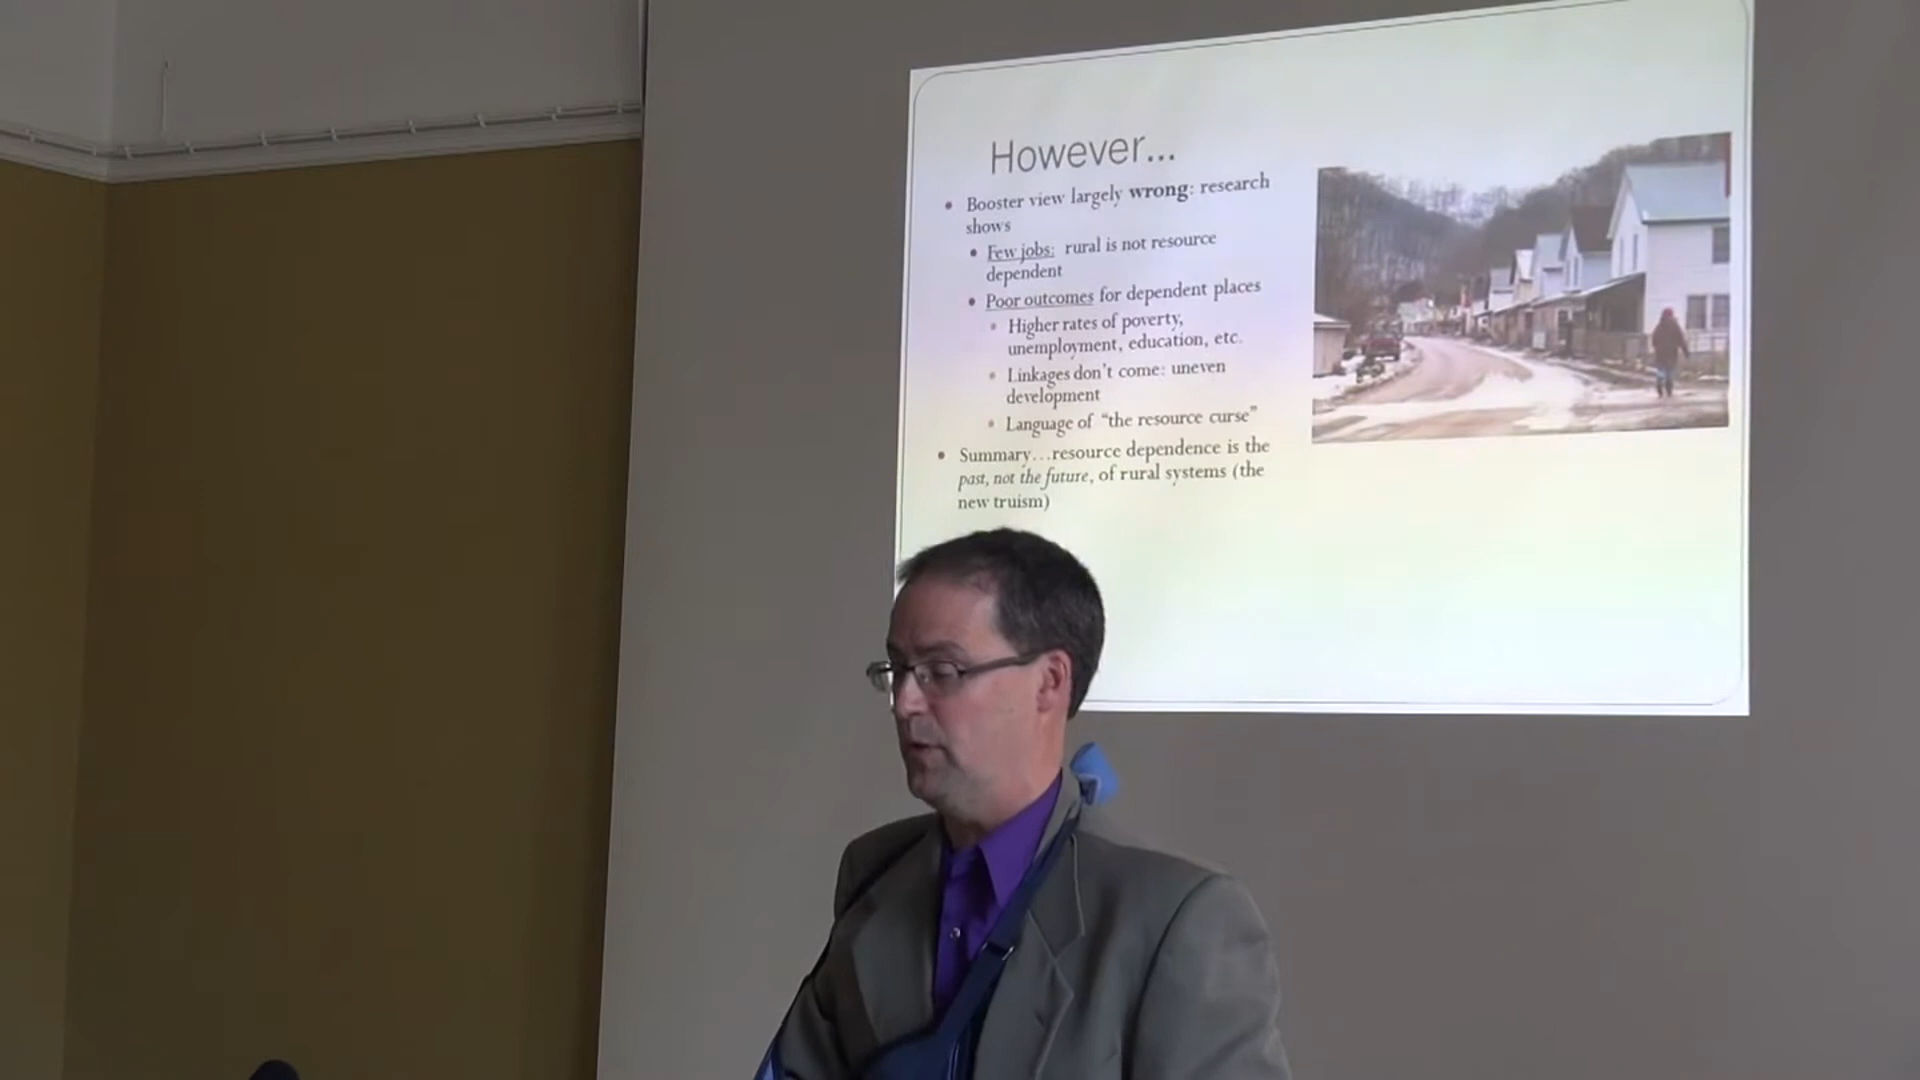 However...
• Booster view largely wrong: research
shows
• Few jobs: rural is not resource
dependent
• Poor outcomes for dependent places
• Higher rates of poverty,
unemployment, education, etc.
• Linkages don't come: uneven
development
• Language of "the resource curse"
• Summary...resource dependence is the
past, not the future, of rural systems (the
new truism)